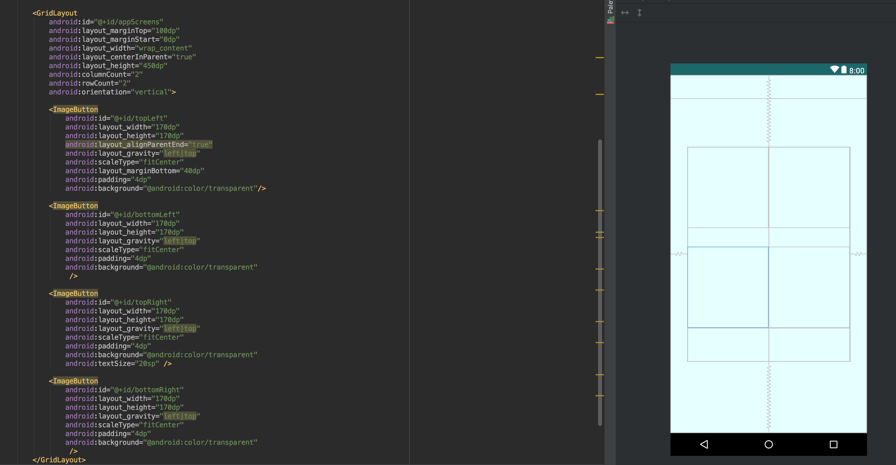 Pale
<GridLayout
android:id="@+id/appScreens"
android:layout_marginTop="100dp"
android:layout_marginStart="0dp"
android:layout_width="wrap_content"
android:layout_centerInParent="true"
android:layout_height="450dp"
android:columnCount="2"
android:rowCount="2"
android:orientation="vertical">
<ImageButton
android:id="@+id/topLeft"
android:layout_width="170dp"
android:layout_height="170dp"
android:layout_alignParentEnd="true"
android:layout_gravity="left|top"
android:scaleType="fitCenter"
android:layout_marginBottom="40dp"
android:padding="4dp"
android:background="@android:color/transparent"/>
<ImageButton
android:id="@+id/bottomLeft"
android:layout_width="170dp"
android:layout_height="170dp"
android:layout_gravity="left|top"
android:scaleType="fitCenter"
android:padding="4dp"
android:background="@android:color/transparent"
/>
<ImageButton
android:id="@+id/topRight"
android:layout_width="170dp"
android:layout_height="170dp"
android:layout_gravity="left|top"
android:scaleType="fitCenter"
android:padding="4dp"
android:background="@android:color/transparent"
android:textSize="20sp" />
<ImageButton
android:id="@+id/bottomRight"
android:layout_width="170dp"
android:layout_height="170dp"
android:layout_gravity="left|top"
android:scaleType="fitCenter"
android:padding="4dp"
android:background="@android:color/transparent"
/>
</GridLayout>
8:00